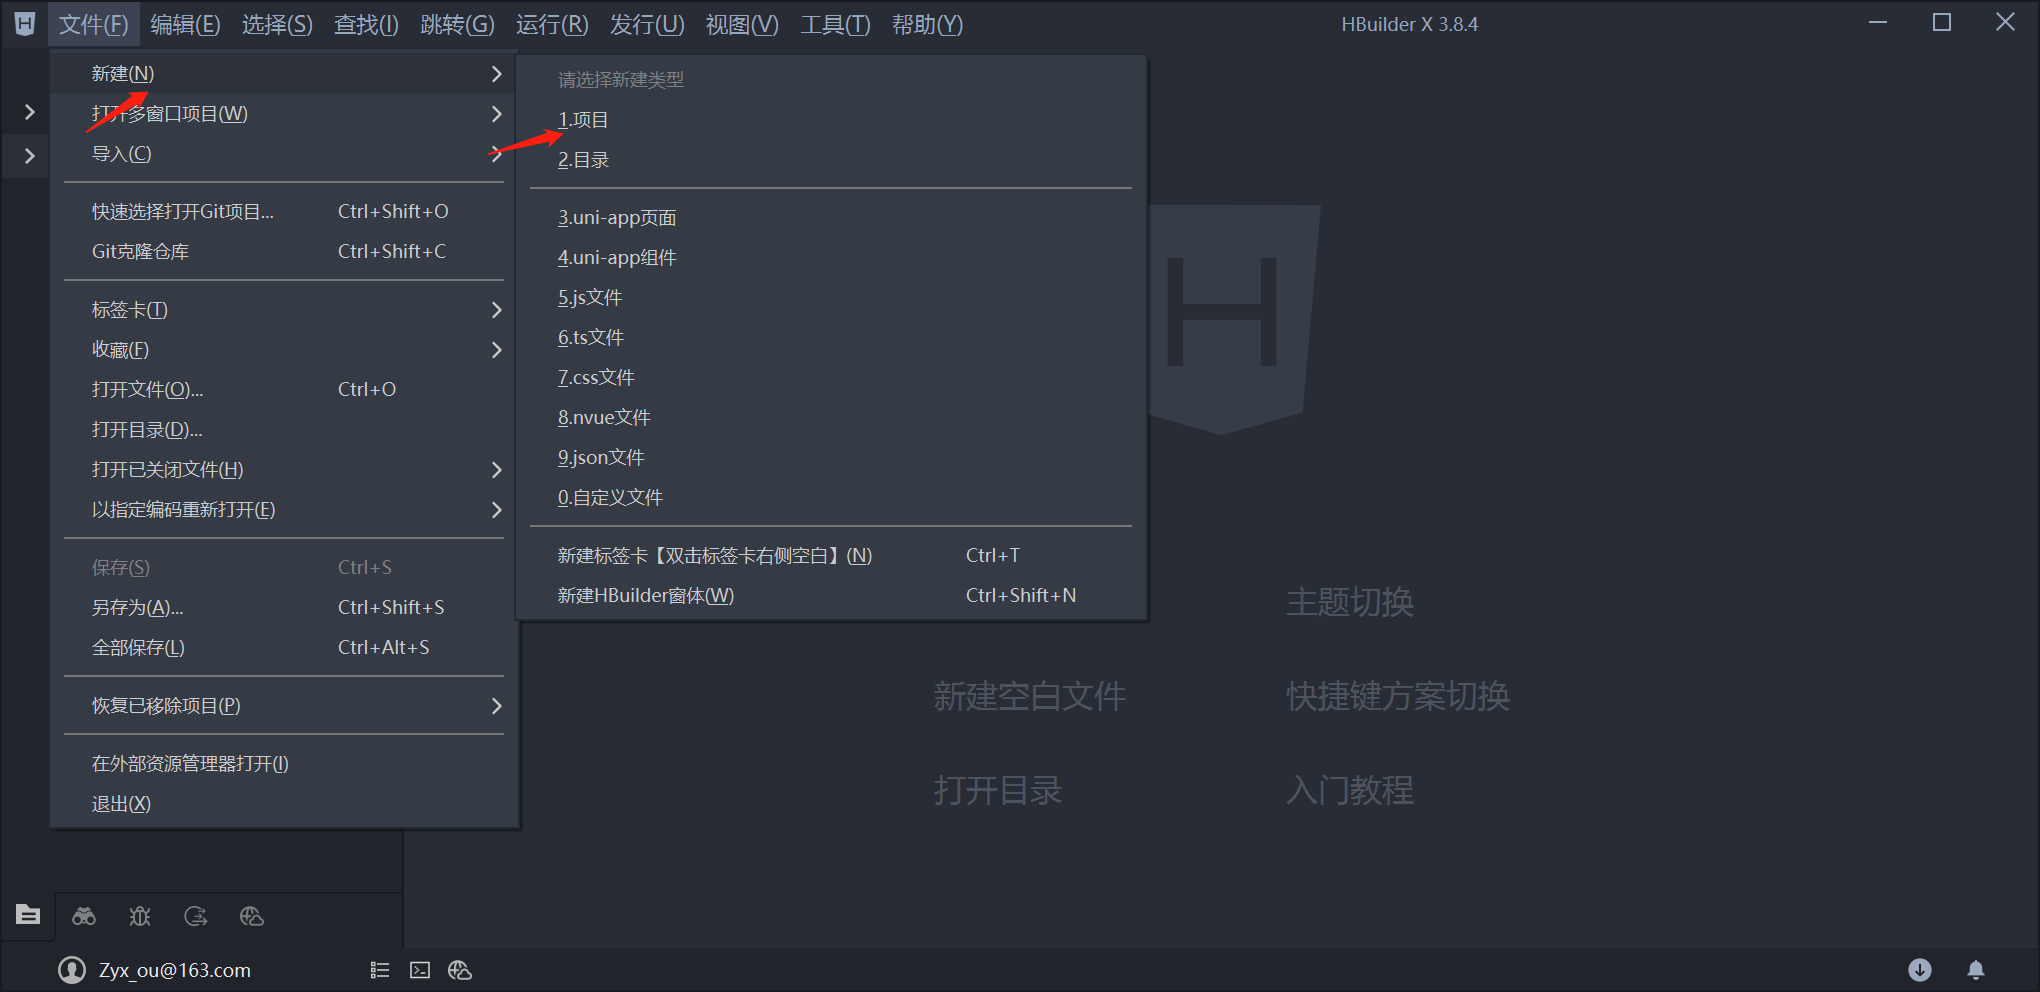 文件(F) 编辑(E) 选择(S) 查找(I) 跳转(G) 运行(R) 发行(U) 视图(V) 工具(T) 帮助(Y) HBuilder X 3.8.4
新建(N)
打开多窗口项目(W)
导入(C)
快速选择打开Git项目... Ctrl+Shift+O
Git克隆仓库 Ctrl+Shift+C
标签卡(T)
收藏(F)
打开文件(O)... Ctrl+O
打开目录(D)...
打开已关闭文件(H)
以指定编码重新打开(E)
保存(S) Ctrl+S
另存为(A)... Ctrl+Shift+S
全部保存(L) Ctrl+Alt+S
恢复已移除项目(P)
在外部资源管理器打开(I)
退出(X)
请选择新建类型
1.项目
2.目录
3.uni-app页面
4.uni-app组件
5.js文件
6.ts文件
7.css文件
8.nvue文件
9.json文件
0.自定义文件
新建标签卡【双击标签卡右侧空白】(N) Ctrl+T
新建HBuilder窗体(W) Ctrl+Shift+N
H
主题切换
新建空白文件 快捷键方案切换
打开目录 入门教程
Zyx_ou@163.com